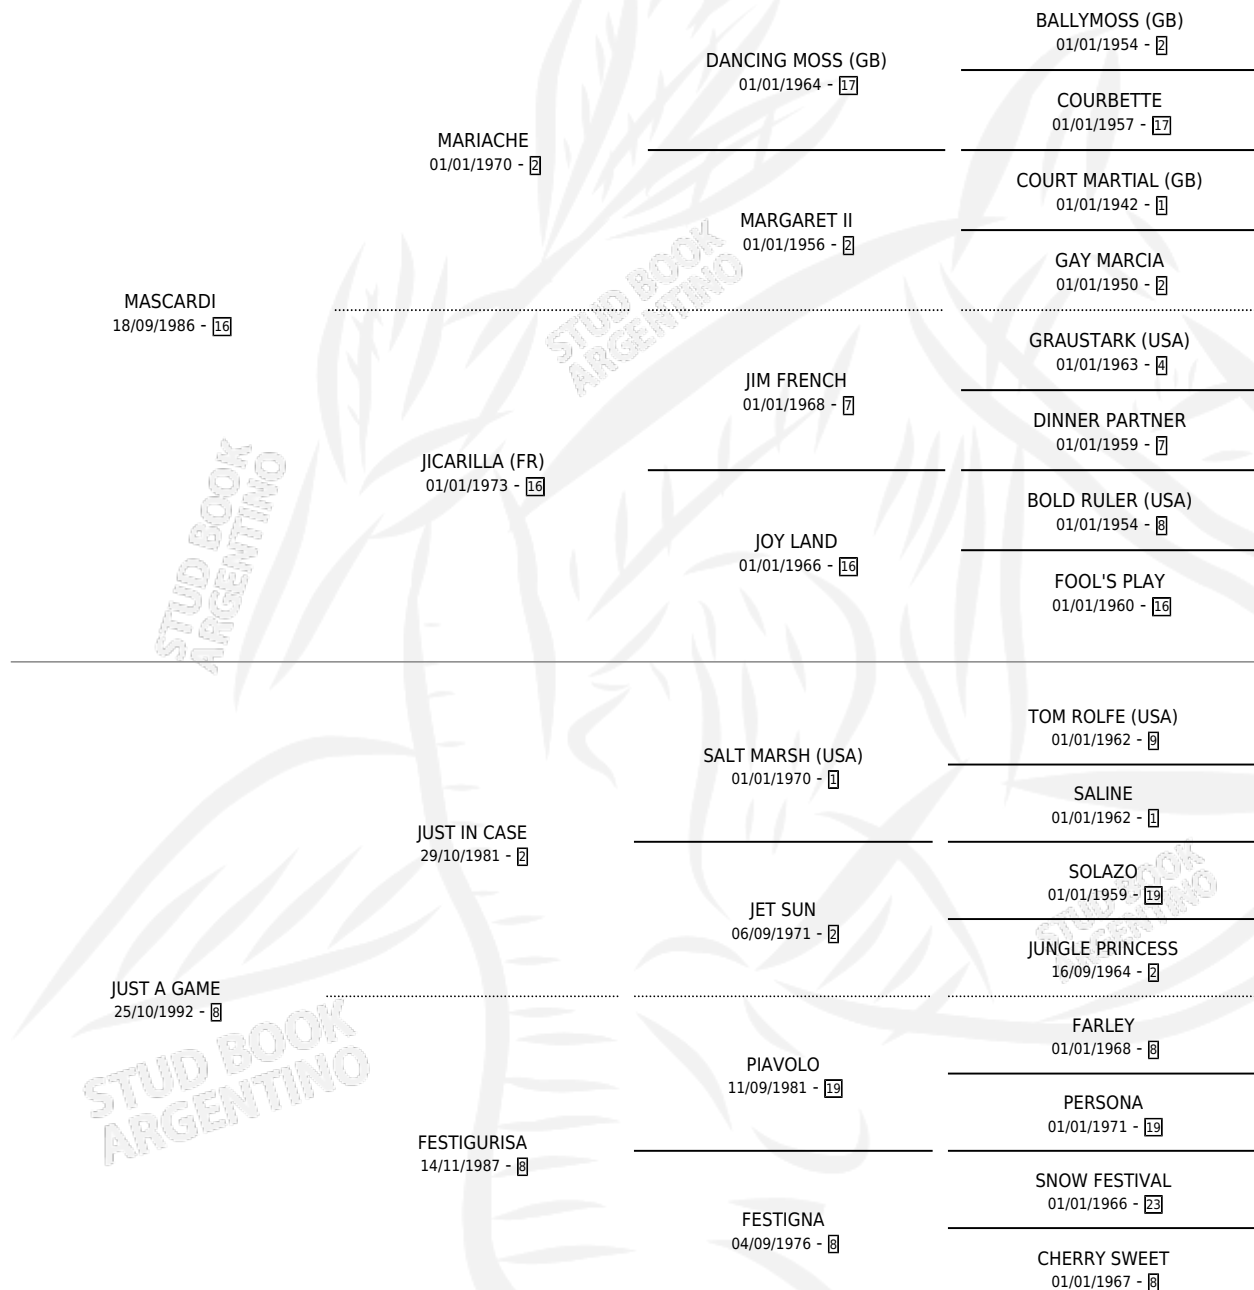 BALLYMOSS (GB)
01/01/1954 - 2
DANCING MOSS (GB)
01/01/1964 - 17
COURBETTE
01/01/1957 - 17
MARIACHE
01/01/1970 - 2
COURT MARTIAL (GB)
01/01/1942 - 1
MARGARET II
01/01/1956 - 2
GAY MARCIA
01/01/1950 - 2
MASCARDI
18/09/1986 - 16
STUD BOOK
ARGENTINO
GRAUSTARK (USA)
01/01/1963 - 4
JIM FRENCH
01/01/1968 - 7
DINNER PARTNER
01/01/1959 - 7
JICARILLA (FR)
01/01/1973 - 16
BOLD RULER (USA)
01/01/1954 - 8
JOY LAND
01/01/1966 - 16
FOOL'S PLAY
01/01/1960 - 16
STUD BOOK
ARGENTINO
TOM ROLFE (USA)
01/01/1962 - 9
SALT MARSH (USA)
01/01/1970 - 1
SALINE
01/01/1962 - 1
JUST IN CASE
29/10/1981 - 2
SOLAZO
01/01/1959 - 19
JET SUN
06/09/1971 - 2
JUNGLE PRINCESS
16/09/1964 - 2
STUD BOOK
ARGENTINO
JUST A GAME
25/10/1992 - 8
FARLEY
01/01/1968 - 8
PIAVOLO
11/09/1981 - 19
PERSONA
01/01/1971 - 19
STUD BOOK
ARGENTINO
FESTIGURISA
14/11/1987 - 8
SNOW FESTIVAL
01/01/1966 - 23
FESTIGNA
04/09/1976 - 8
CHERRY SWEET
01/01/1967 - 8